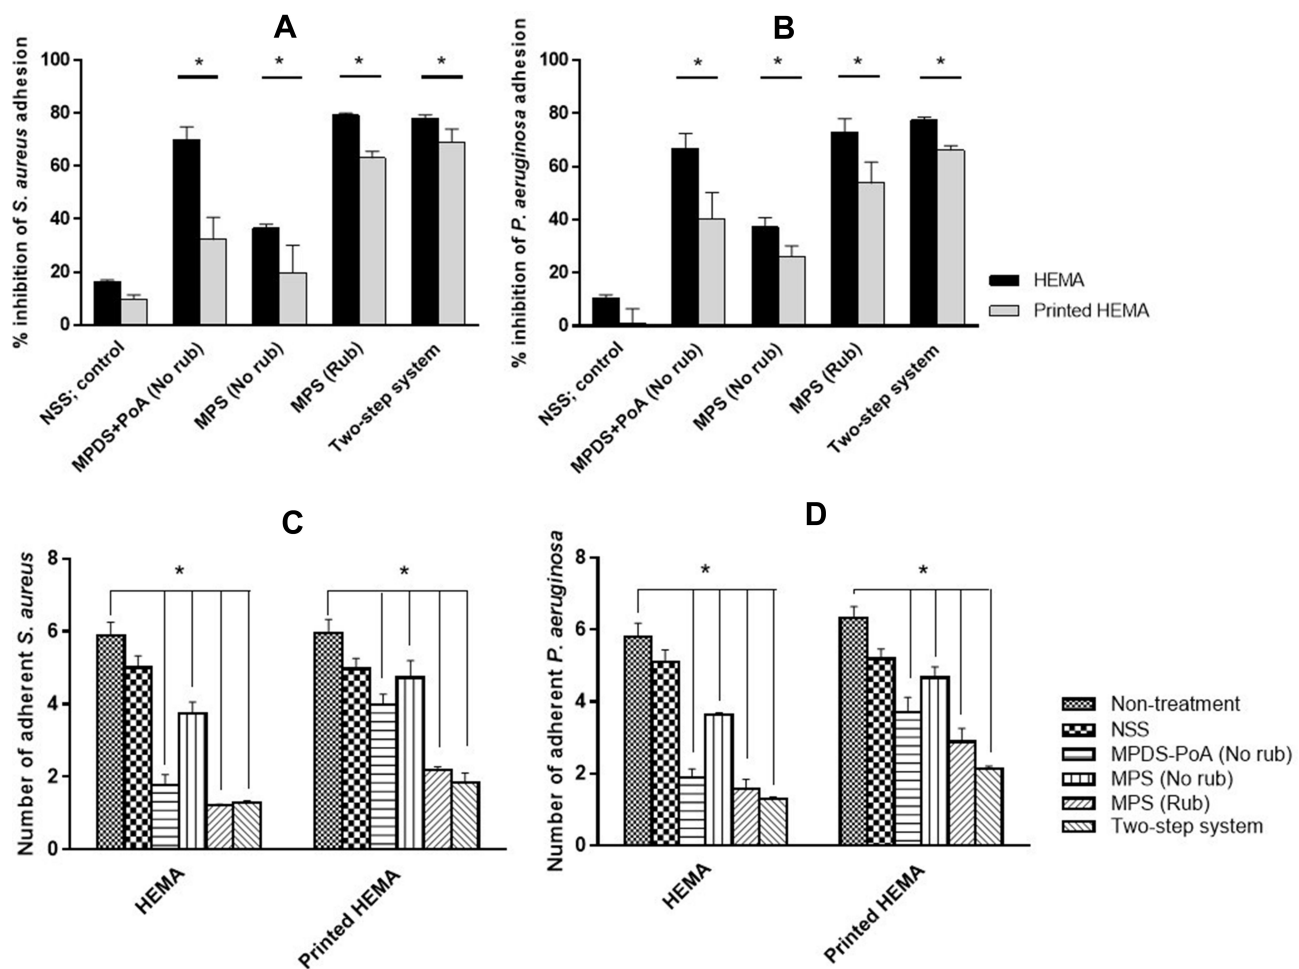 A
% inhibition of S. aureus adhesion
100
80
60
40
20
0
* * * *
NSS; control
MPDS+PoA (No rub)
MPS (No rub)
MPS (Rub)
Two-step system
B
% inhibition of P. aeruginosa adhesion
100
80
60
40
20
0
* * * *
NSS; control
MPDS+PoA (No rub)
MPS (No rub)
MPS (Rub)
Two-step system
HEMA
Printed HEMA
C
Number of adherent S. aureus
8
6
4
2
0
* *
HEMA
Printed HEMA
D
Number of adherent P. aeruginosa
8
6
4
2
0
* *
HEMA
Printed HEMA
Non-treatment
NSS
MPDS-PoA (No rub)
MPS (No rub)
MPS (Rub)
Two-step system